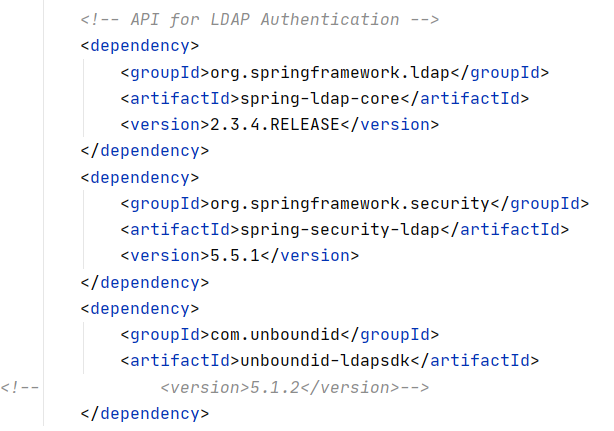 <!-- API for LDAP Authentication -->
<dependency>
<groupId>org.springframework.ldap</groupId>
<artifactId>spring-ldap-core</artifactId>
<version>2.3.4.RELEASE</version>
</dependency>
<dependency>
<groupId>org.springframework.security</groupId>
<artifactId>spring-security-ldap</artifactId>
<version>5.5.1</version>
</dependency>
<dependency>
<groupId>com.unboundid</groupId>
<artifactId>unboundid-ldapsdk</artifactId>
<!-- <version>5.1.2</version>-->
</dependency>